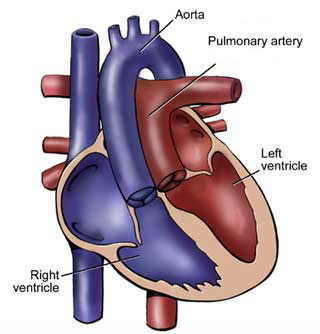 Aorta
Pulmonary artery
Left
ventricle
Right
ventricle